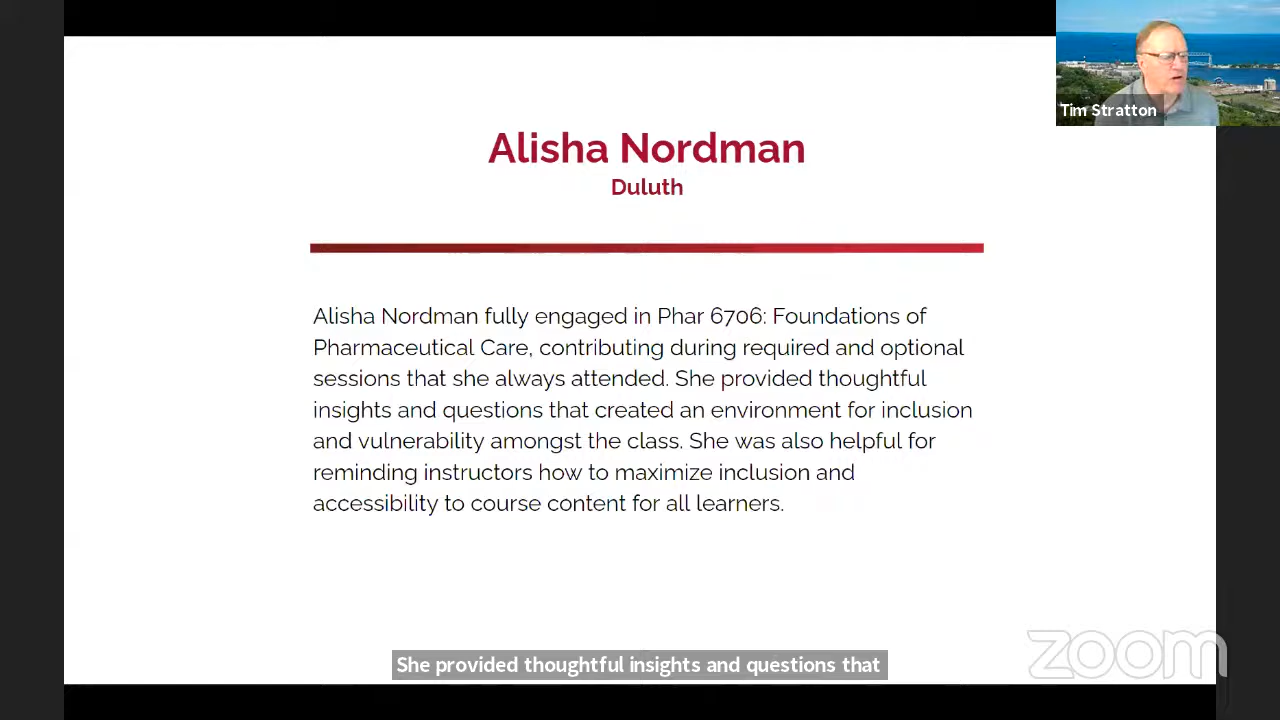 Tim Stratton
Alisha Nordman
Duluth
Alisha Nordman fully engaged in Phar 6706: Foundations of
Pharmaceutical Care, contributing during required and optional
sessions that she always attended. She provided thoughtful
insights and questions that created an environment for inclusion
and vulnerability amongst the class. She was also helpful for
reminding instructors how to maximize inclusion and
accessibility to course content for all learners.
She provided thoughtful insights and questions that
zoom